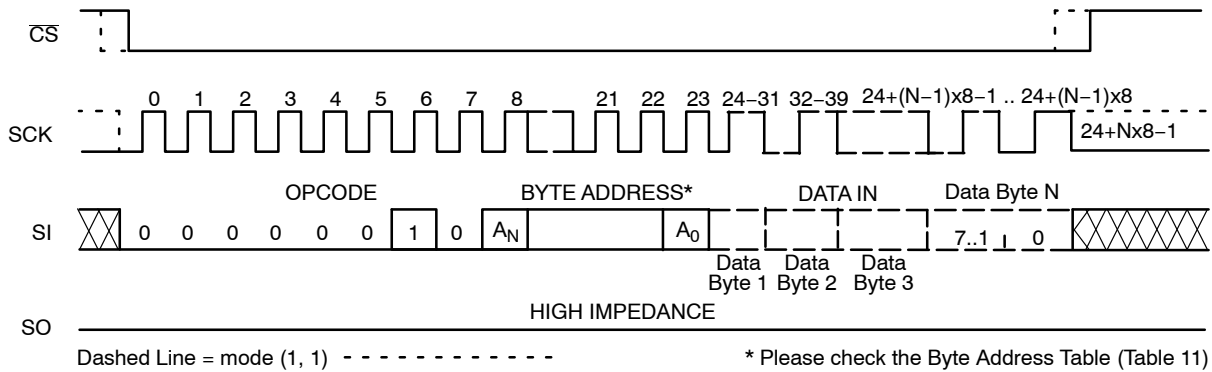 CS
0 1 2 3 4 5 6 7 8 21 22 23 24−31 32−39 24+(N−1)x8−1 .. 24+(N−1)x8
SCK
24+Nx8−1
OPCODE BYTE ADDRESS* DATA IN Data Byte N
SI 0 0 0 0 0 0 1 0 AN A0 7..1 0
Data Byte 1 Data Byte 2 Data Byte 3
HIGH IMPEDANCE
SO
Dashed Line = mode (1, 1) * Please check the Byte Address Table (Table 11)